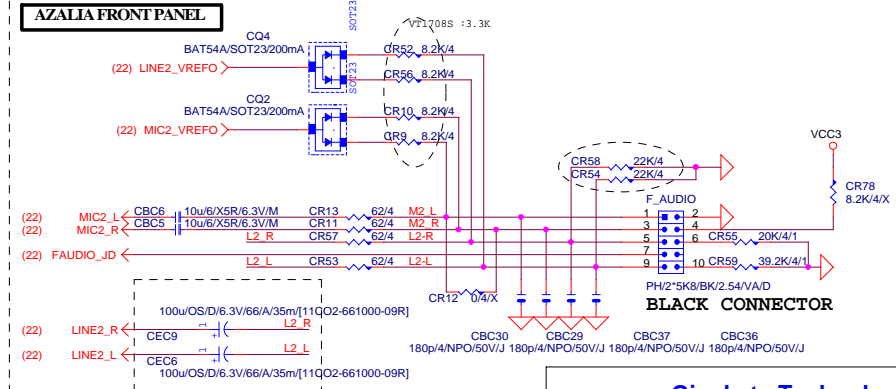 AZALIA FRONT PANEL
SOT23
VT1708S :3.3K
CQ4
BAT54A/SOT23/200mA
CR52 8.2K/4
(22) LINE2_VREFO
CR56 8.2K/4
SOT23
CQ2
BAT54A/SOT23/200mA
CR10 8.2K/4
(22) MIC2_VREFO
CR9 8.2K/4
VCC3
CR58 22K/4
CR54 22K/4
CR78
8.2K/4/X
F_AUDIO
(22) MIC2_L CBC6 10u/6/X5R/6.3V/M CR13 62/4 M2_L 1 2
(22) MIC2_R CBC5 10u/6/X5R/6.3V/M CR11 62/4 M2_R 3 4
L2_R CR57 62/4 L2-R 5 6 CR55 20K/4/1
(22) FAUDIO_JD 7
L2_L CR53 62/4 L2-L 9 10 CR59 39.2K/4/1
PH/2*5K8/BK/2.54/VA/D
CR12 0/4/X
BLACK CONNECTOR
100u/OS/D/6.3V/66/A/35m/[11CO2-661000-09R]
(22) LINE2_R 1 L2_R
CEC9 +
CBC30 CBC29 CBC37 CBC36
180p/4/NPO/50V/J 180p/4/NPO/50V/J 180p/4/NPO/50V/J 180p/4/NPO/50V/J
(22) LINE2_L 1 L2_L
CEC6 +
100u/OS/D/6.3V/66/A/35m/[11CO2-661000-09R]